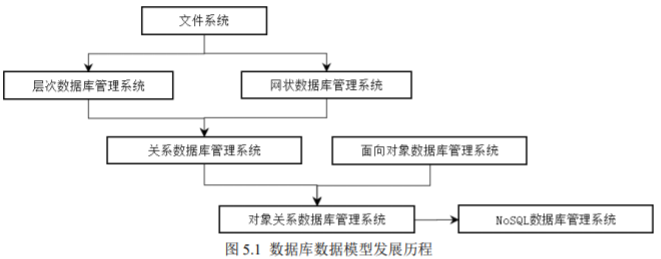 文件系统
层次数据库管理系统
网状数据库管理系统
关系数据库管理系统
面向对象数据库管理系统
对象关系数据库管理系统
NoSQL数据库管理系统
图 5.1 数据库数据模型发展历程